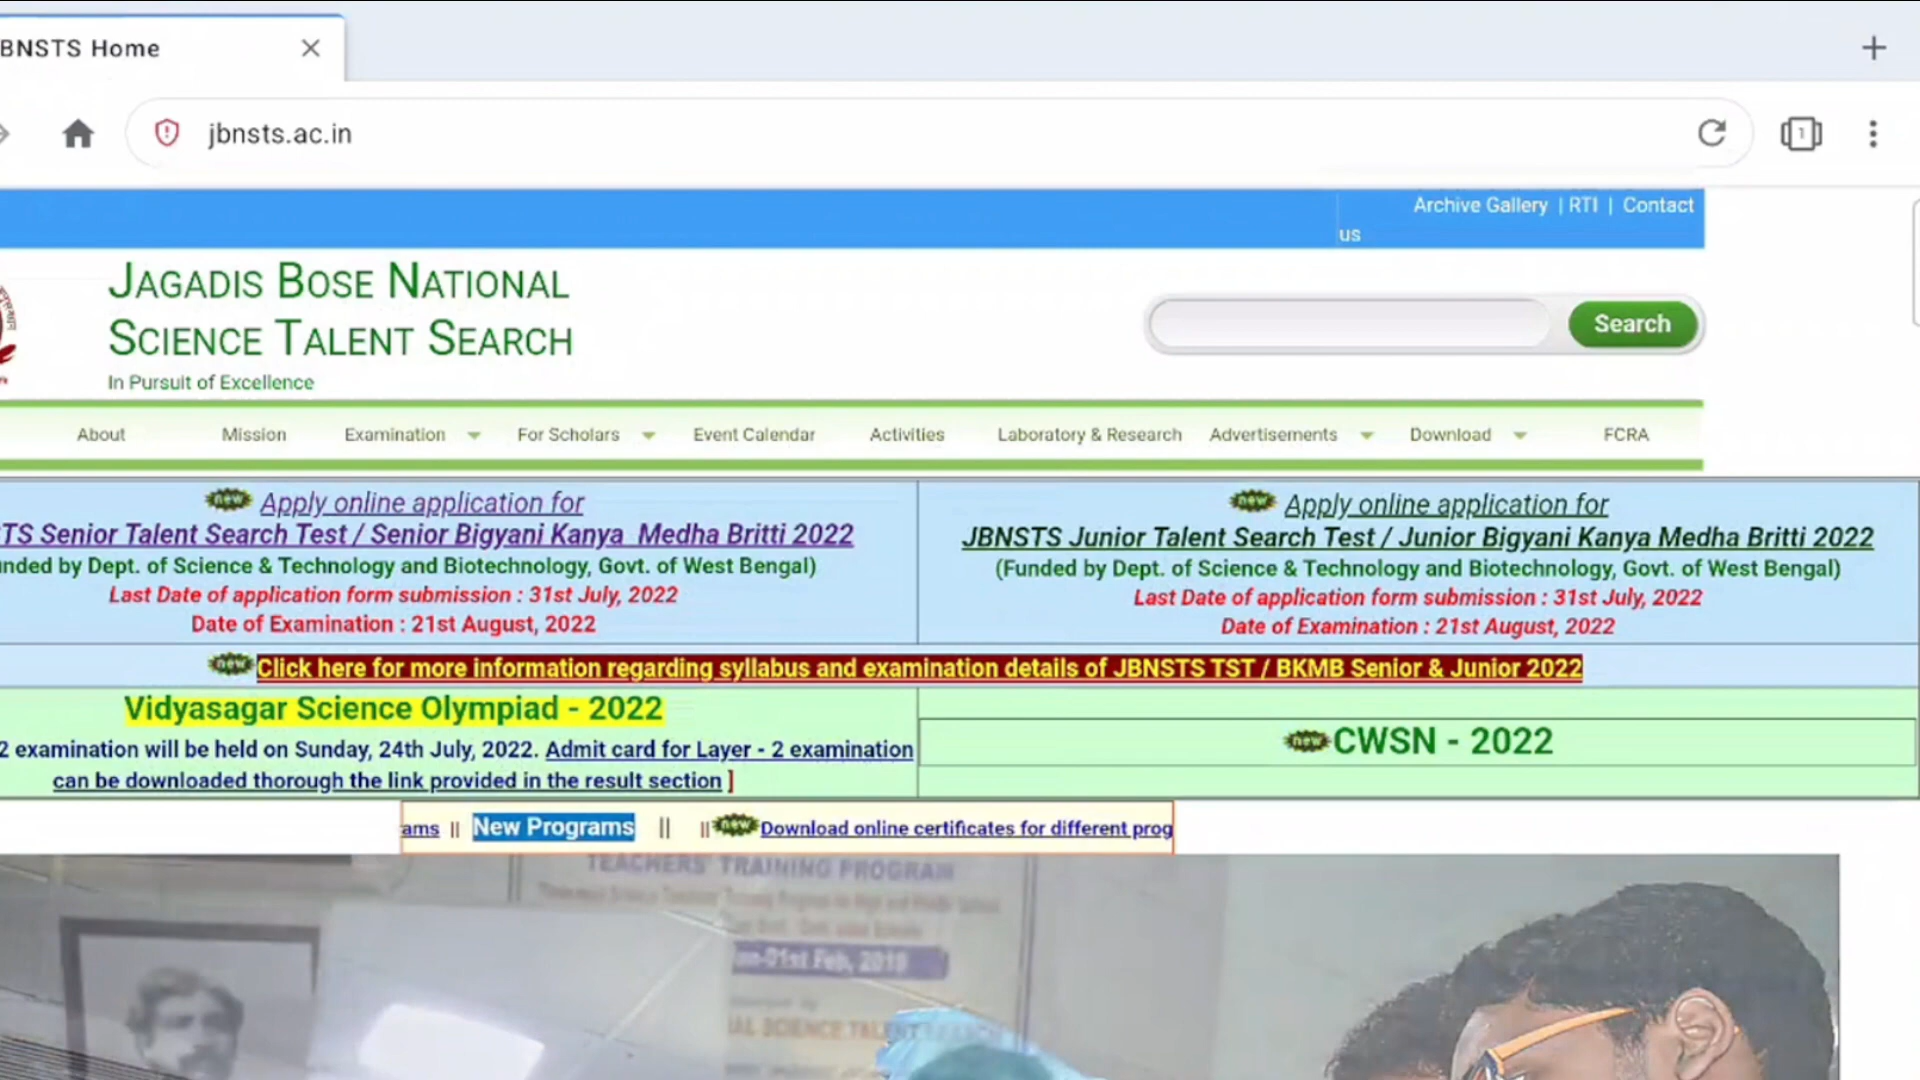 BNSTS Home
jbnsts.ac.in
1
Archive Gallery | RTI | Contact
us
JAGADIS BOSE NATIONAL
SCIENCE TALENT SEARCH
In Pursuit of Excellence
Search
About Mission Examination For Scholars Event Calendar Activities Laboratory & Research Advertisements Download FCRA
new Apply online application for
TS Senior Talent Search Test / Senior Bigyani Kanya Medha Britti 2022
nded by Dept. of Science & Technology and Biotechnology, Govt. of West Bengal)
Last Date of application form submission : 31st July, 2022
Date of Examination : 21st August, 2022
new Apply online application for
JBNSTS Junior Talent Search Test / Junior Bigyani Kanya Medha Britti 2022
(Funded by Dept. of Science & Technology and Biotechnology, Govt. of West Bengal)
Last Date of application form submission : 31st July, 2022
Date of Examination : 21st August, 2022
new Click here for more information regarding syllabus and examination details of JBNSTS TST / BKMB Senior & Junior 2022
Vidyasagar Science Olympiad - 2022
2 examination will be held on Sunday, 24th July, 2022. Admit card for Layer - 2 examination
can be downloaded thorough the link provided in the result section ]
new CWSN - 2022
ams || New Programs || || new Download online certificates for different prog
TEACHERS' TRAINING PROGRAM
01st Feb, 2019